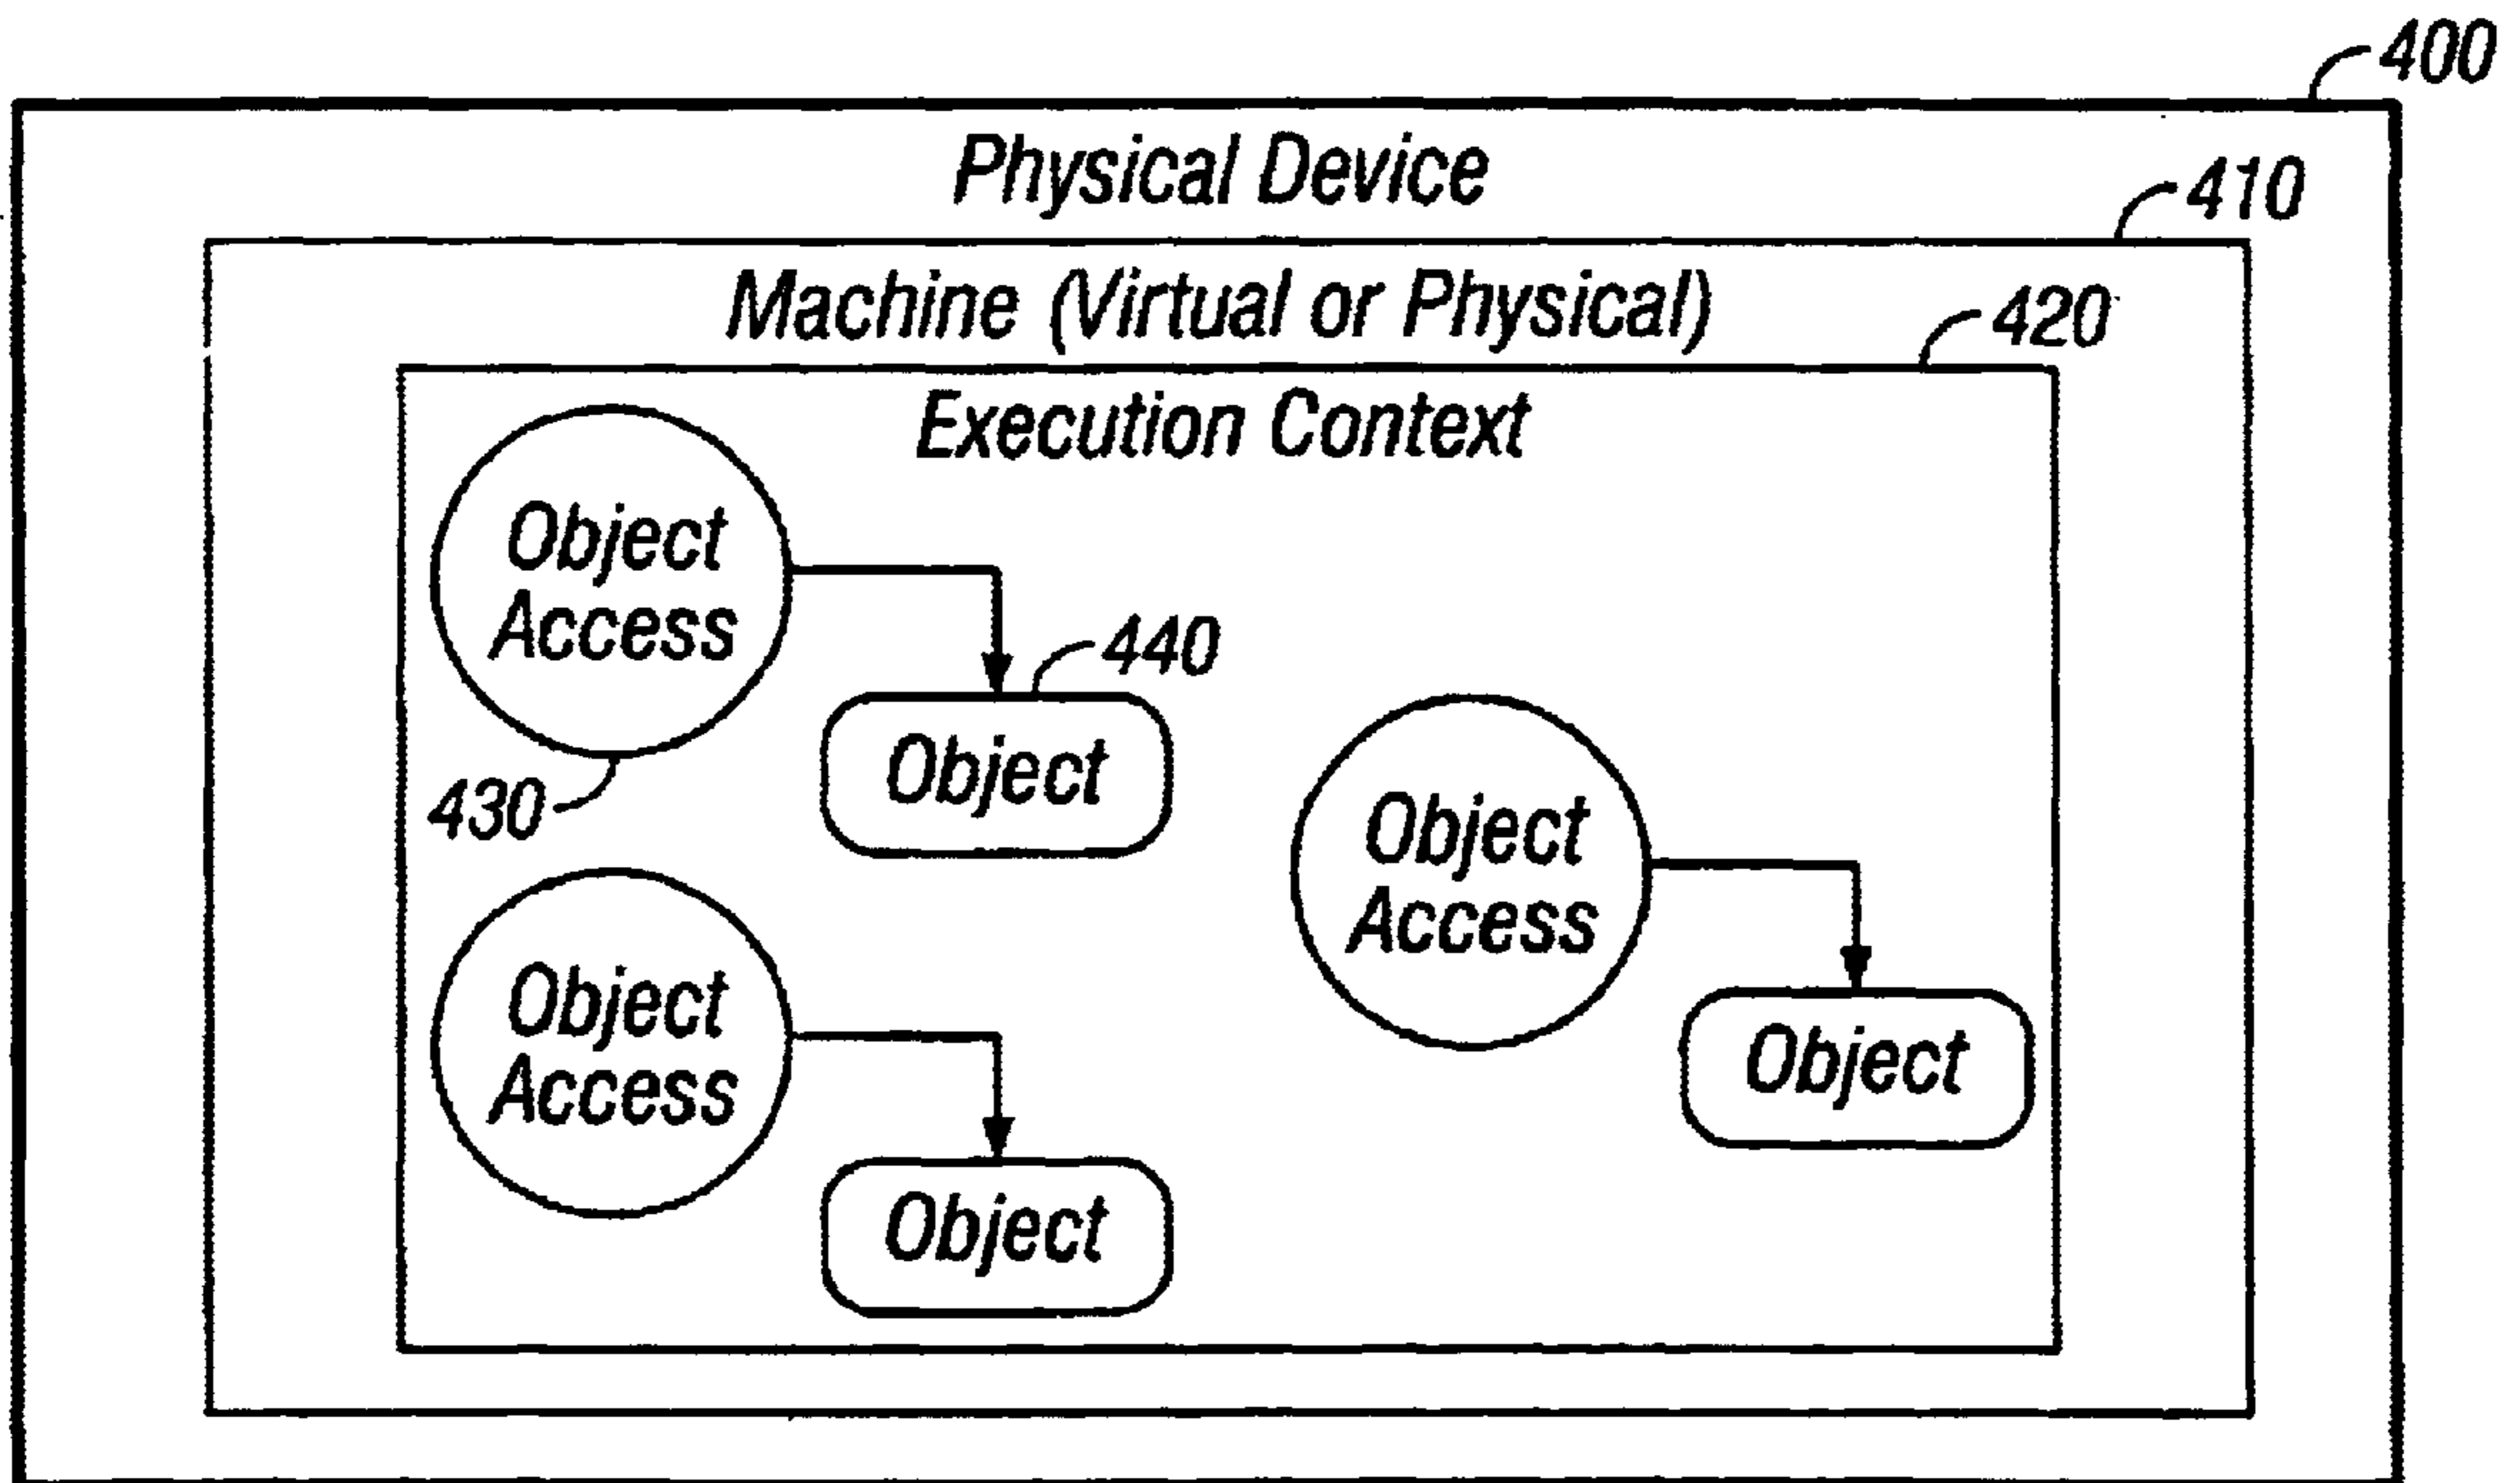 400
Physical Device
410
Machine (Virtual or Physical)
420
Execution Context
Object
Access
440
Object
430
Object
Access
Object
Access
Object
Object